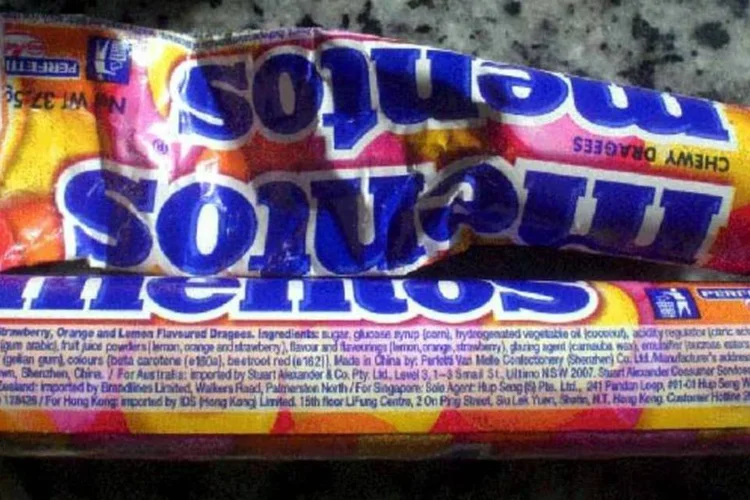 mentos
PERFETTI
Net Wt 37.5g
CHEWY DRAGEES
mentos
mentos
PERFETTI
Strawberry, Orange and Lemon Flavoured Dragees. Ingredients: sugar, glucose syrup (corn), hydrogenated vegetable oil (coconut), acidity regulator (citric
(gum arabic), fruit juice powders (lemon, orange and strawberry), flavour and flavourings (lemon, orange, strawberry), glazing agent (carnauba wax), emulsifier (sucrose
(gellan gum), colours (beta carotene (e160a), beetroot red (e162)). Made in China by: Perfetti Van Melle Confectionery (Shenzhen) Co. Ltd./Manufacturer's address
Shenzhen, China. / For Australia: imported by Stuart Alexander & Co. Pty. Ltd., Level 3, 1-3 Smail St., Ultimo NSW 2007. Stuart Alexander Consumer Services
Zealand: imported by Brandlines Limited, Walkers Road, Palmerston North / For Singapore: Sole Agent: Hup Seng (S) Pte. Ltd., 241 Pandan Loop, #01-01 Hup Seng
128428 / For Hong Kong: imported by IDS (Hong Kong) Limited. 15th floor LiFung Centre, 2 On Ping Street, Siu Lek Yuen, Shatin, N.T. Hong Kong. Customer Hotline